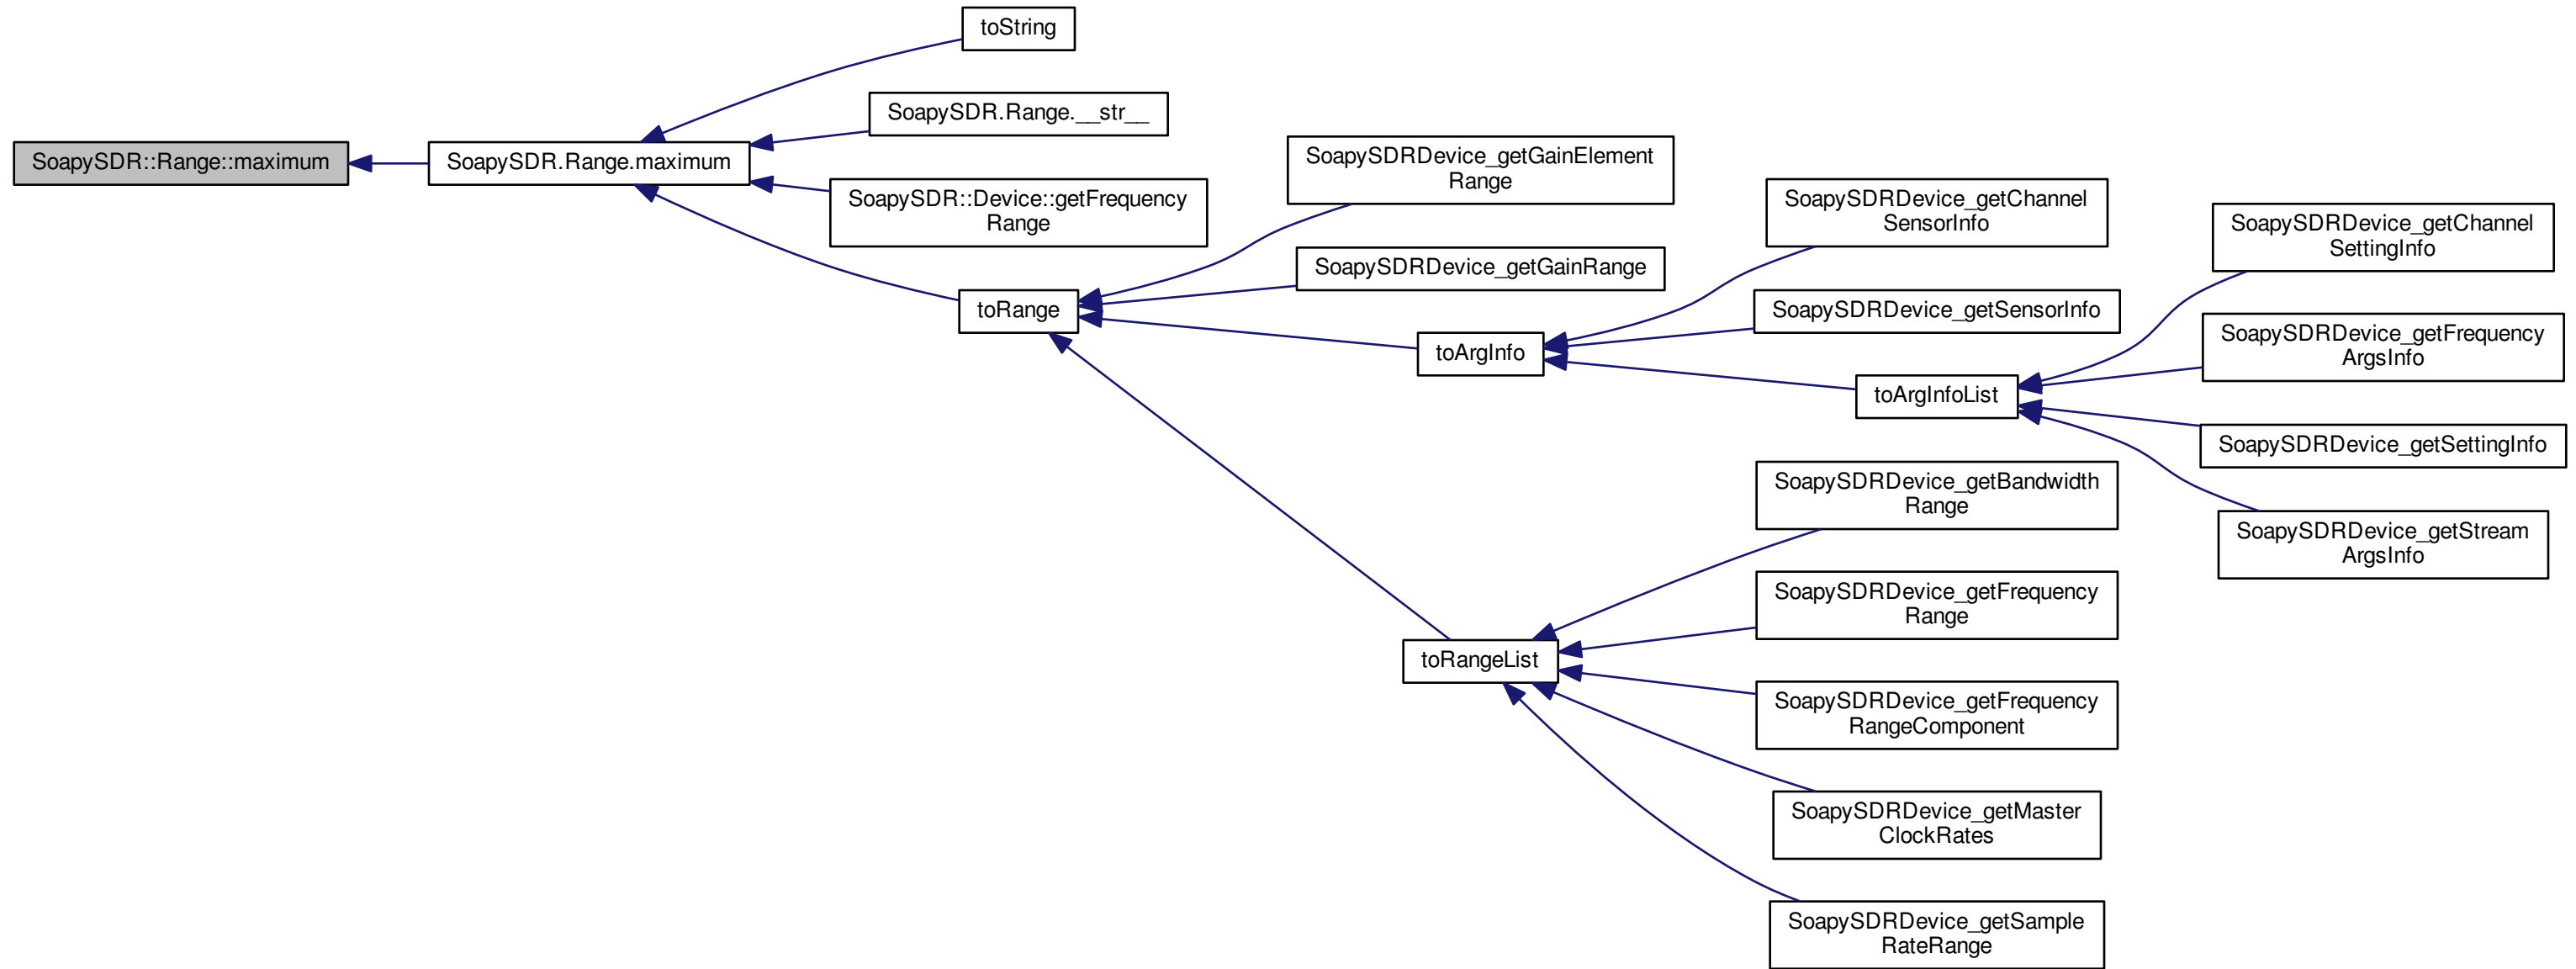 toString
SoapySDR.Range.__str__
SoapySDR::Range::maximum
SoapySDR.Range.maximum
SoapySDR::Device::getFrequency
Range
SoapySDRDevice_getGainElement
Range
SoapySDRDevice_getGainRange
toRange
SoapySDRDevice_getChannel
SensorInfo
SoapySDRDevice_getSensorInfo
toArgInfo
toArgInfoList
SoapySDRDevice_getChannel
SettingInfo
SoapySDRDevice_getFrequency
ArgsInfo
SoapySDRDevice_getSettingInfo
SoapySDRDevice_getStream
ArgsInfo
SoapySDRDevice_getBandwidth
Range
SoapySDRDevice_getFrequency
Range
toRangeList
SoapySDRDevice_getFrequency
RangeComponent
SoapySDRDevice_getMaster
ClockRates
SoapySDRDevice_getSample
RateRange